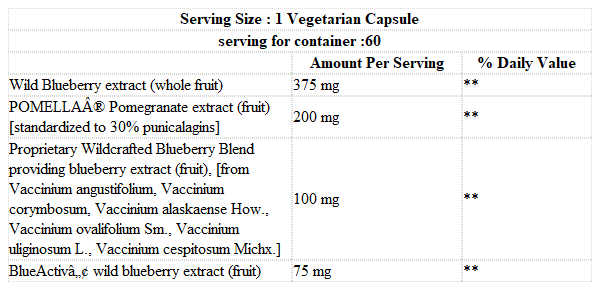 Serving Size : 1 Vegetarian Capsule
serving for container :60
Amount Per Serving % Daily Value
Wild Blueberry extract (whole fruit) 375 mg **
POMELLAÂ® Pomegranate extract (fruit)
[standardized to 30% punicalagins] 200 mg **
Proprietary Wildcrafted Blueberry Blend
providing blueberry extract (fruit), [from
Vaccinium angustifolium, Vaccinium
corymbosum, Vaccinium alaskaense How.,
Vaccinium ovalifolium Sm., Vaccinium
uliginosum L., Vaccinium cespitosum Michx.] 100 mg **
BlueActivâ„¢ wild blueberry extract (fruit) 75 mg **